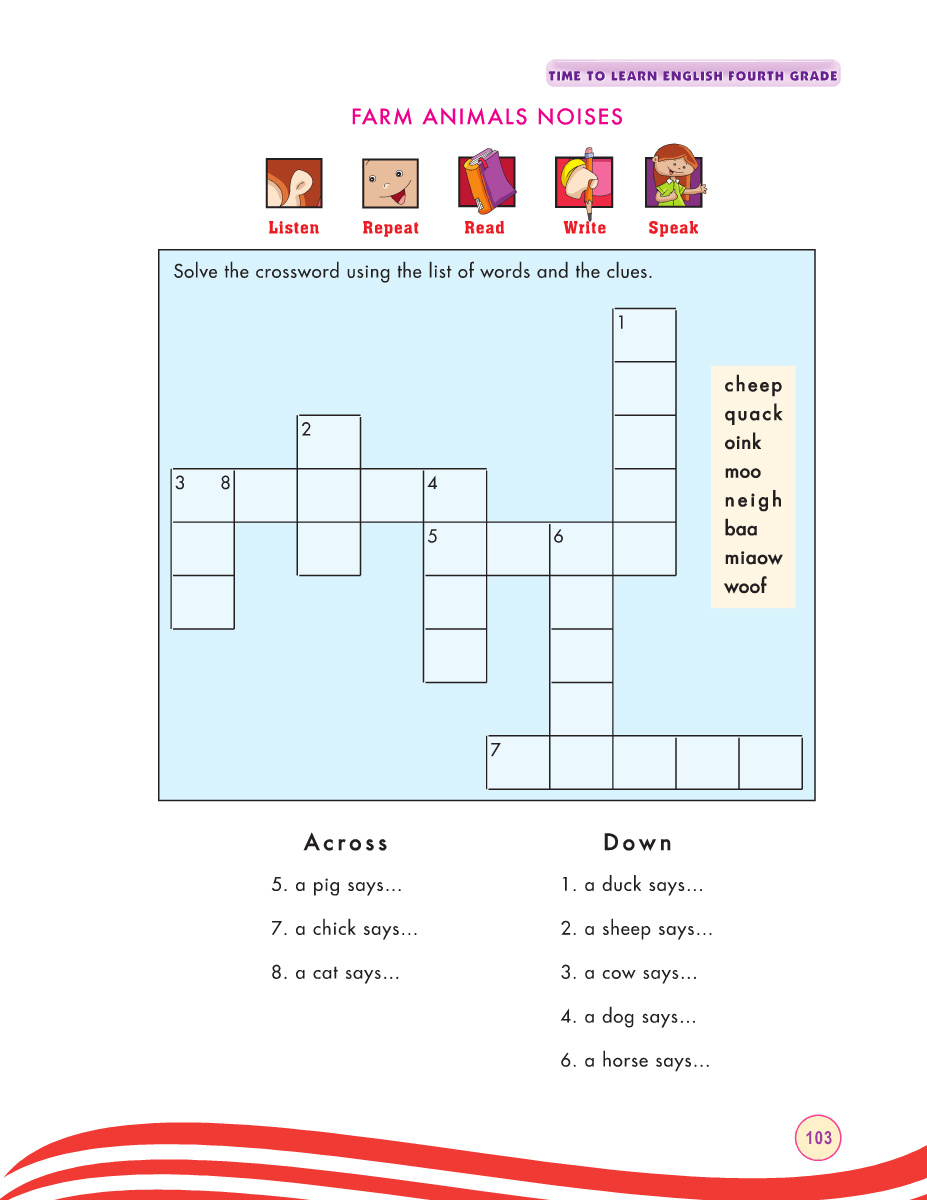 TIME TO LEARN ENGLISH FOURTH GRADE
FARM ANIMALS NOISES
Listen Repeat Read Write Speak
Solve the crossword using the list of words and the clues.
1
2
3 8 4
5 6
7
cheep
quack
oink
moo
neigh
baa
miaow
woof
Across
5. a pig says...
7. a chick says...
8. a cat says...
Down
1. a duck says...
2. a sheep says...
3. a cow says...
4. a dog says...
6. a horse says...
103